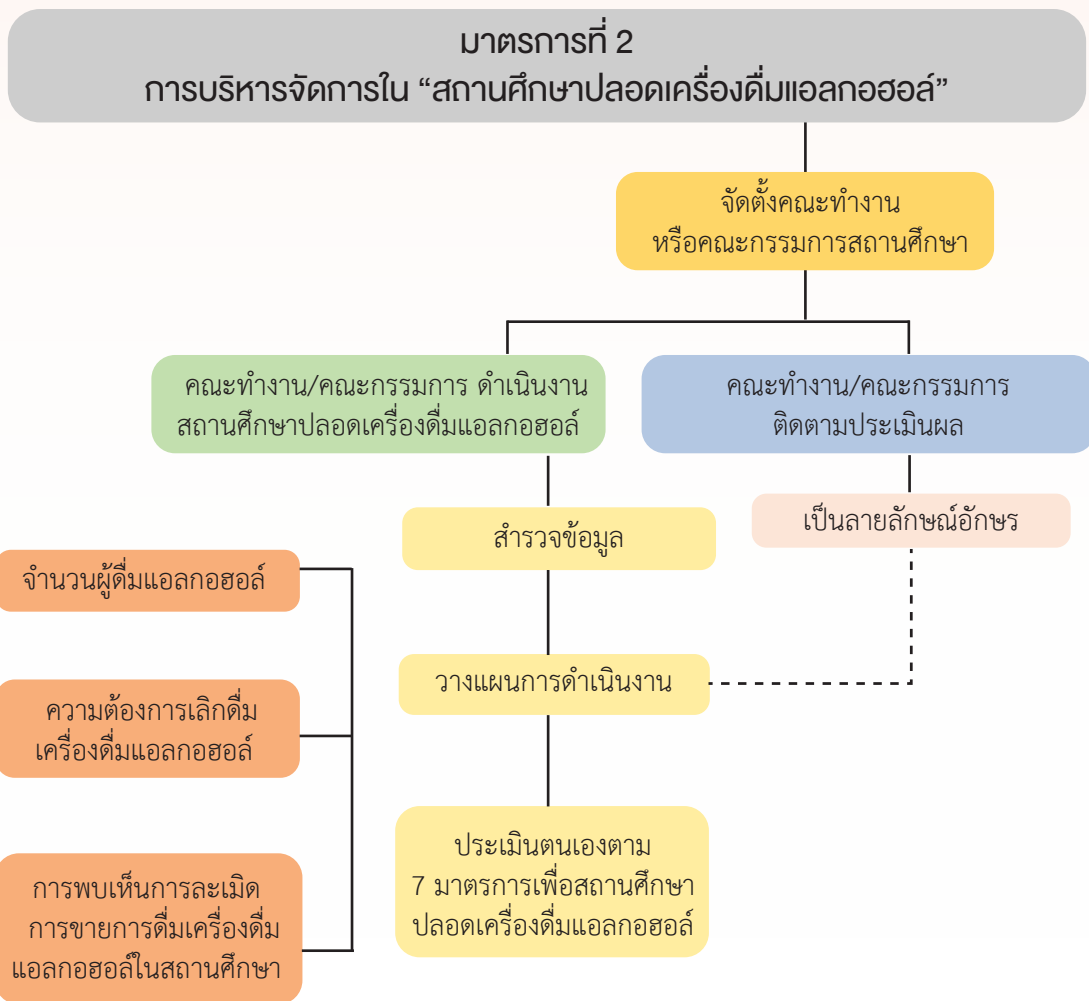 มาตรการที่ 2
การบริหารจัดการใน “สถานศึกษาปลอดเครื่องดื่มแอลกอฮอล์”
จัดตั้งคณะทำงาน
หรือคณะกรรมการสถานศึกษา
คณะทำงาน/คณะกรรมการ ดำเนินงาน
สถานศึกษาปลอดเครื่องดื่มแอลกอฮอล์
คณะทำงาน/คณะกรรมการ
ติดตามประเมินผล
สำรวจข้อมูล
เป็นลายลักษณ์อักษร
จำนวนผู้ดื่มแอลกอฮอล์
วางแผนการดำเนินงาน
ความต้องการเลิกดื่ม
เครื่องดื่มแอลกอฮอล์
ประเมินตนเองตาม
7 มาตรการเพื่อสถานศึกษา
ปลอดเครื่องดื่มแอลกอฮอล์
การพบเห็นการละเมิด
การขายการดื่มเครื่องดื่ม
แอลกอฮอล์ในสถานศึกษา